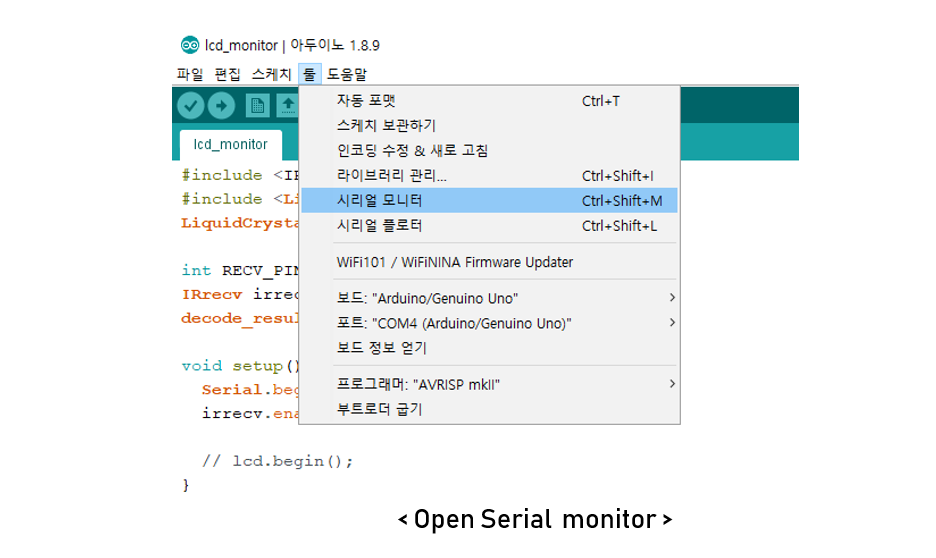 lcd_monitor | 아두이노 1.8.9
파일 편집 스케치 툴 도움말
자동 포맷 Ctrl+T
스케치 보관하기
인코딩 수정 & 새로 고침
라이브러리 관리... Ctrl+Shift+I
시리얼 모니터 Ctrl+Shift+M
시리얼 플로터 Ctrl+Shift+L
WiFi101 / WiFiNINA Firmware Updater
보드: "Arduino/Genuino Uno"
포트: "COM4 (Arduino/Genuino Uno)"
보드 정보 얻기
프로그래머: "AVRISP mkII"
부트로더 굽기
lcd_monitor
#include <IR
#include <Li
LiquidCrysta
int RECV_PIN
IRrecv irrec
decode_resul
void setup()
Serial.beg
irrecv.ena
// lcd.begin();
}
< Open Serial monitor >